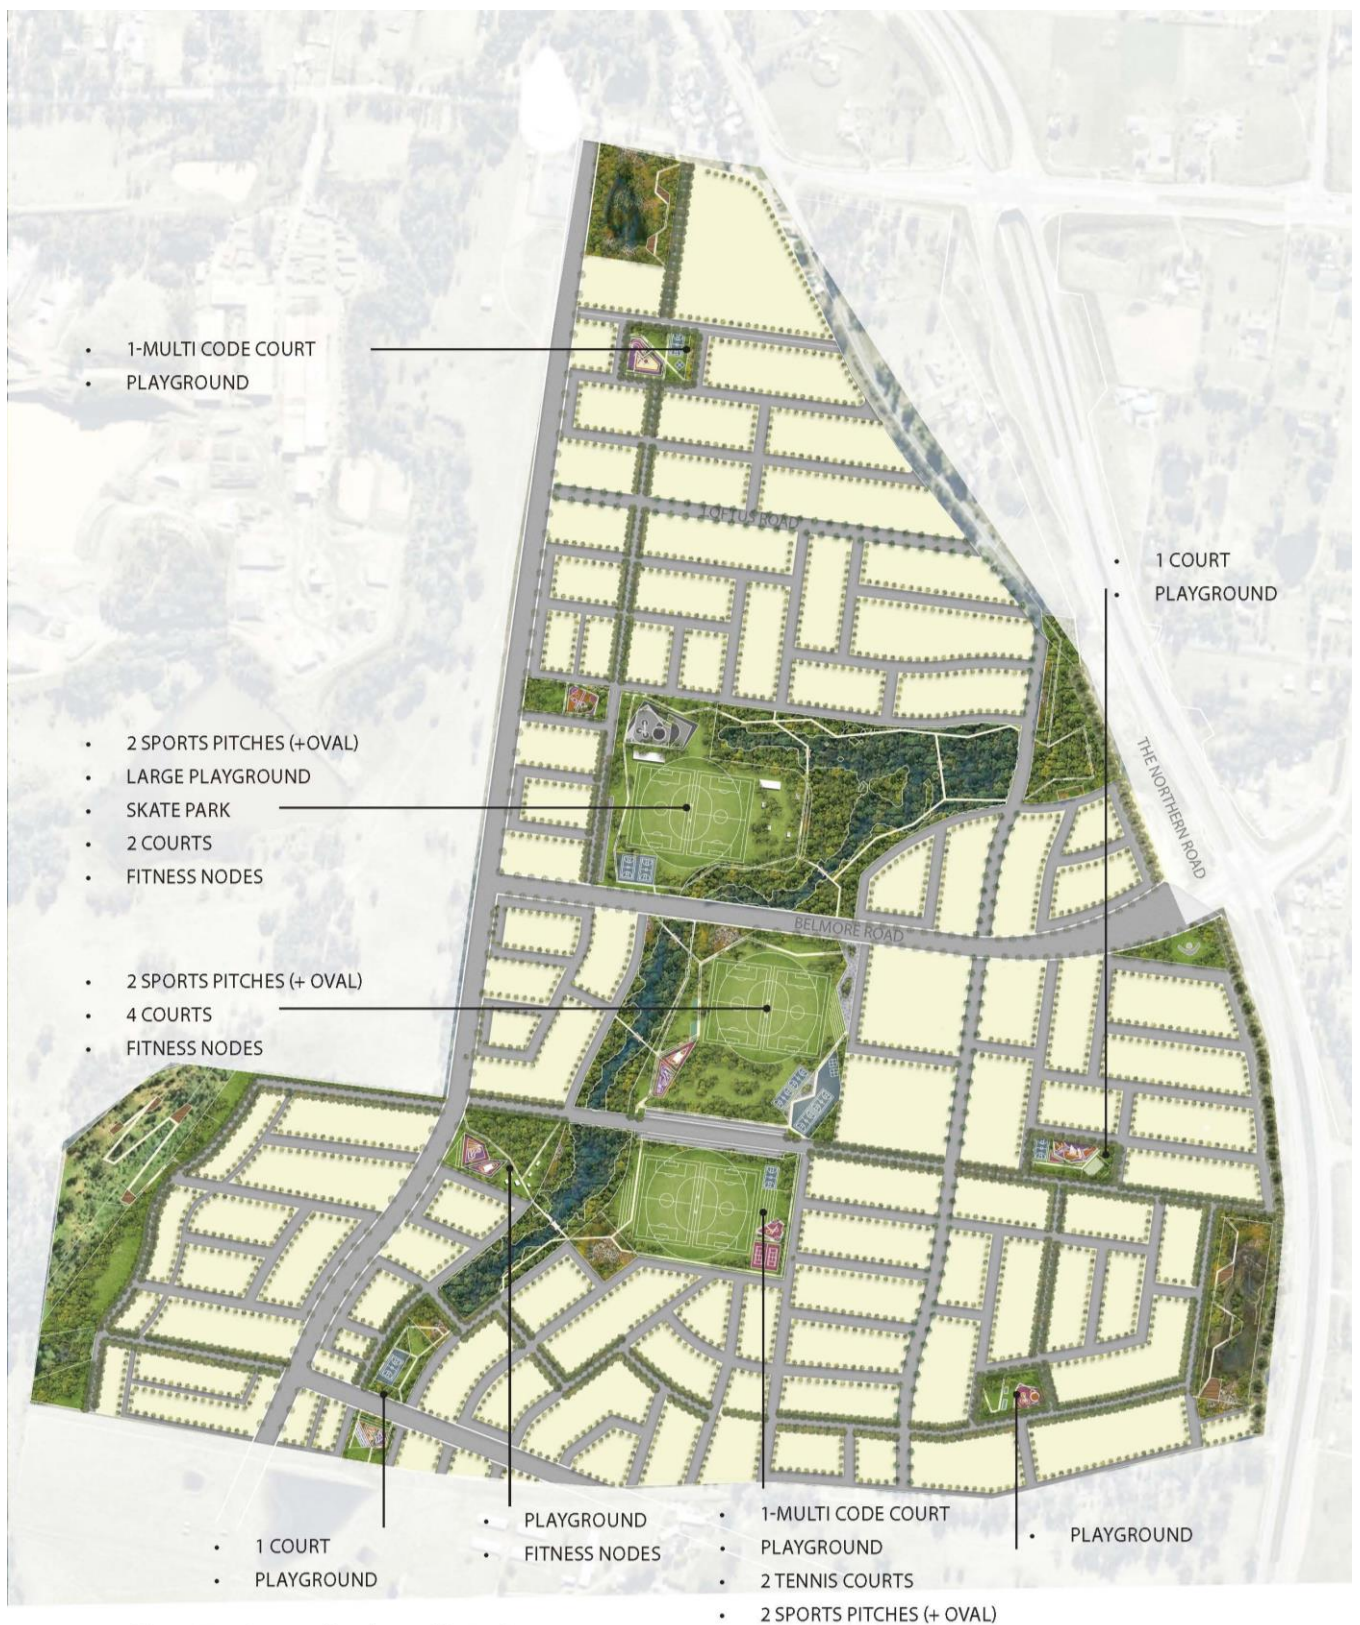 • 1-MULTI CODE COURT
• PLAYGROUND
LOFTUS ROAD
• 1 COURT
• PLAYGROUND
• 2 SPORTS PITCHES (+OVAL)
• LARGE PLAYGROUND
• SKATE PARK
• 2 COURTS
• FITNESS NODES
THE NORTHERN ROAD
BELMORE ROAD
• 2 SPORTS PITCHES (+ OVAL)
• 4 COURTS
• FITNESS NODES
• 1 COURT
• PLAYGROUND
• PLAYGROUND
• FITNESS NODES
• 1-MULTI CODE COURT
• PLAYGROUND
• 2 TENNIS COURTS
• 2 SPORTS PITCHES (+ OVAL)
• PLAYGROUND